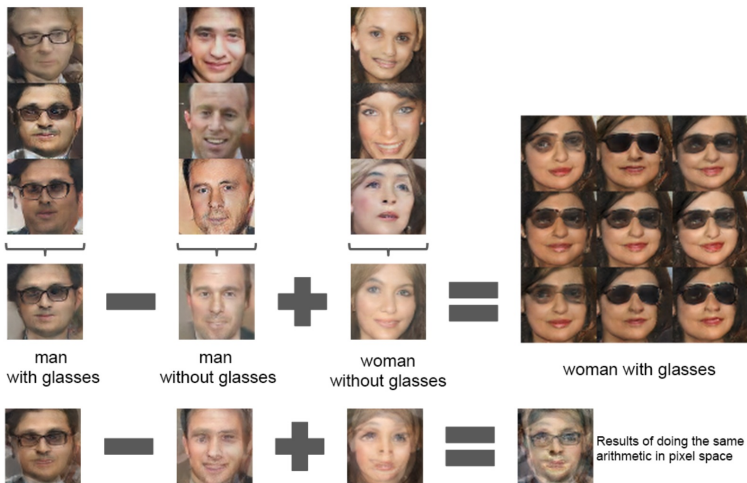 man
with glasses
man
without glasses
woman
without glasses
woman with glasses
Results of doing the same
arithmetic in pixel space